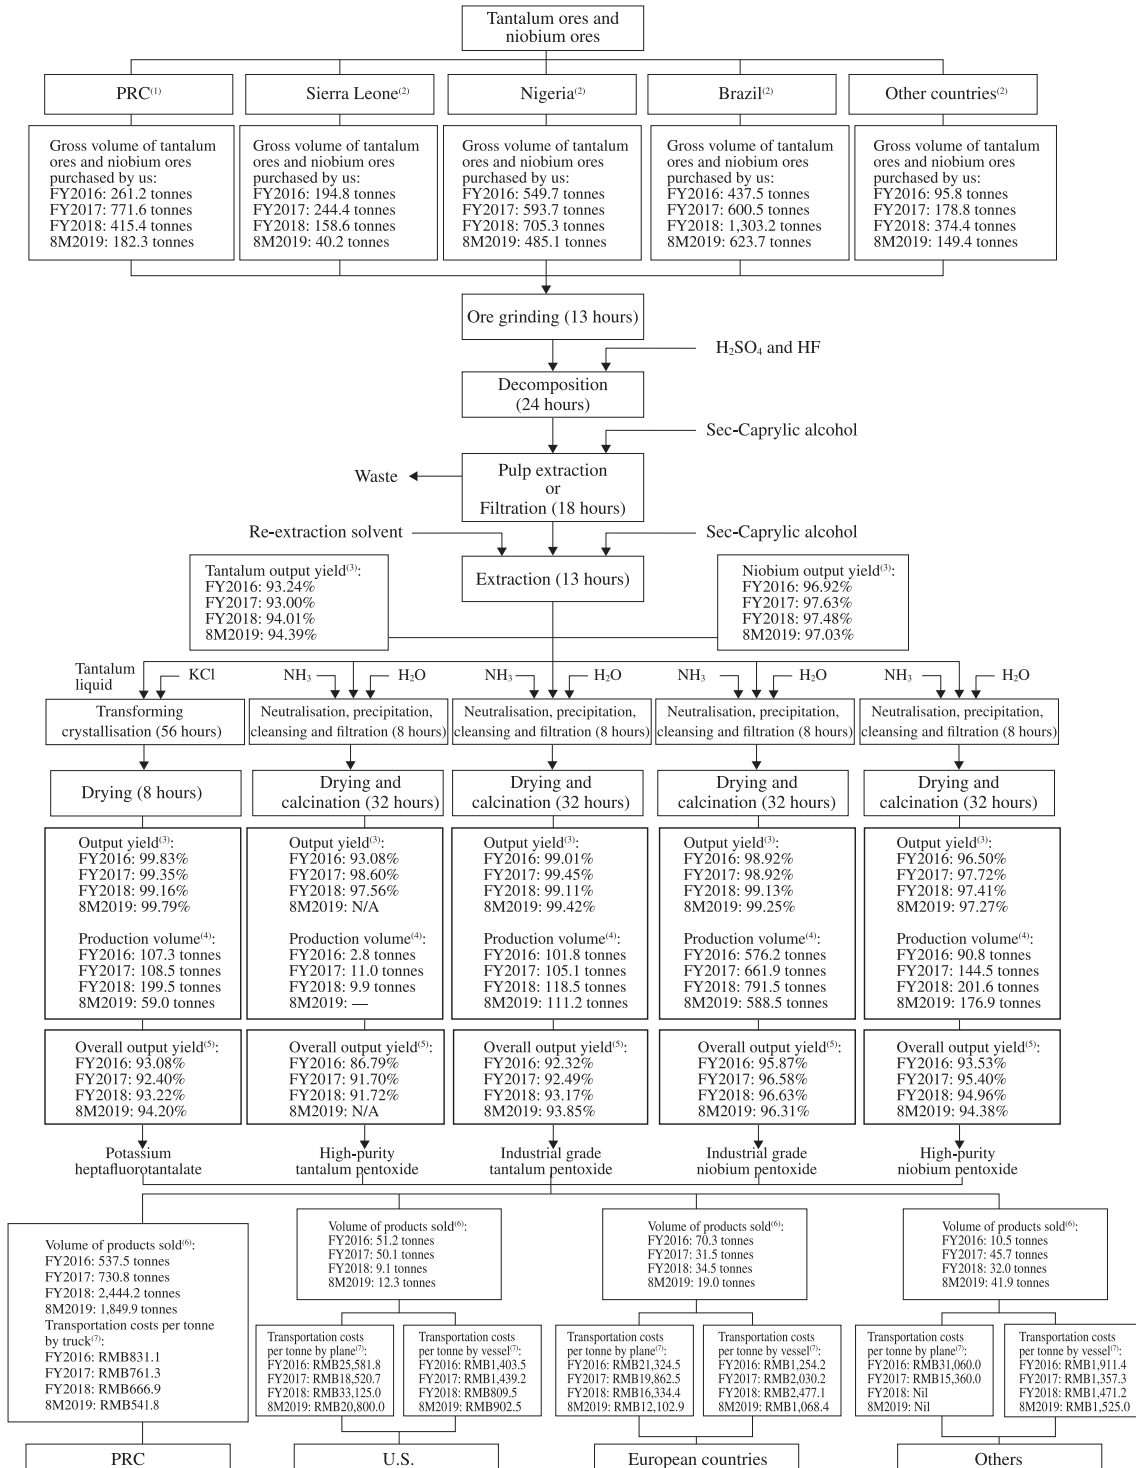 Tantalum ores and
niobium ores
PRC(1)
Sierra Leone(2)
Nigeria(2)
Brazil(2)
Other countries(2)
Gross volume of tantalum
ores and niobium ores
purchased by us:
FY2016: 261.2 tonnes
FY2017: 771.6 tonnes
FY2018: 415.4 tonnes
8M2019: 182.3 tonnes
Gross volume of tantalum
ores and niobium ores
purchased by us:
FY2016: 194.8 tonnes
FY2017: 244.4 tonnes
FY2018: 158.6 tonnes
8M2019: 40.2 tonnes
Gross volume of tantalum
ores and niobium ores
purchased by us:
FY2016: 549.7 tonnes
FY2017: 593.7 tonnes
FY2018: 705.3 tonnes
8M2019: 485.1 tonnes
Gross volume of tantalum
ores and niobium ores
purchased by us:
FY2016: 437.5 tonnes
FY2017: 600.5 tonnes
FY2018: 1,303.2 tonnes
8M2019: 623.7 tonnes
Gross volume of tantalum
ores and niobium ores
purchased by us:
FY2016: 95.8 tonnes
FY2017: 178.8 tonnes
FY2018: 374.4 tonnes
8M2019: 149.4 tonnes
Ore grinding (13 hours)
H₂SO₄ and HF
Decomposition
(24 hours)
Sec-Caprylic alcohol
Waste
Pulp extraction
or
Filtration (18 hours)
Re-extraction solvent
Sec-Caprylic alcohol
Extraction (13 hours)
Tantalum output yield(3):
FY2016: 93.24%
FY2017: 93.00%
FY2018: 94.01%
8M2019: 94.39%
Niobium output yield(3):
FY2016: 96.92%
FY2017: 97.63%
FY2018: 97.48%
8M2019: 97.03%
Tantalum
liquid
KCl
NH₃
H₂O
NH₃
H₂O
NH₃
H₂O
NH₃
H₂O
Transforming
crystallisation (56 hours)
Neutralisation, precipitation,
cleansing and filtration (8 hours)
Neutralisation, precipitation,
cleansing and filtration (8 hours)
Neutralisation, precipitation,
cleansing and filtration (8 hours)
Neutralisation, precipitation,
cleansing and filtration (8 hours)
Drying (8 hours)
Drying and
calcination (32 hours)
Drying and
calcination (32 hours)
Drying and
calcination (32 hours)
Drying and
calcination (32 hours)
Output yield(3):
FY2016: 99.83%
FY2017: 99.35%
FY2018: 99.16%
8M2019: 99.79%
Production volume(4):
FY2016: 107.3 tonnes
FY2017: 108.5 tonnes
FY2018: 199.5 tonnes
8M2019: 59.0 tonnes
Output yield(3):
FY2016: 93.08%
FY2017: 98.60%
FY2018: 97.56%
8M2019: N/A
Production volume(4):
FY2016: 2.8 tonnes
FY2017: 11.0 tonnes
FY2018: 9.9 tonnes
8M2019: —
Output yield(3):
FY2016: 99.01%
FY2017: 99.45%
FY2018: 99.11%
8M2019: 99.42%
Production volume(4):
FY2016: 101.8 tonnes
FY2017: 105.1 tonnes
FY2018: 118.5 tonnes
8M2019: 111.2 tonnes
Output yield(3):
FY2016: 98.92%
FY2017: 98.92%
FY2018: 99.13%
8M2019: 99.25%
Production volume(4):
FY2016: 576.2 tonnes
FY2017: 661.9 tonnes
FY2018: 791.5 tonnes
8M2019: 588.5 tonnes
Output yield(3):
FY2016: 96.50%
FY2017: 97.72%
FY2018: 97.41%
8M2019: 97.27%
Production volume(4):
FY2016: 90.8 tonnes
FY2017: 144.5 tonnes
FY2018: 201.6 tonnes
8M2019: 176.9 tonnes
Overall output yield(5):
FY2016: 93.08%
FY2017: 92.40%
FY2018: 93.22%
8M2019: 94.20%
Overall output yield(5):
FY2016: 86.79%
FY2017: 91.70%
FY2018: 91.72%
8M2019: N/A
Overall output yield(5):
FY2016: 92.32%
FY2017: 92.49%
FY2018: 93.17%
8M2019: 93.85%
Overall output yield(5):
FY2016: 95.87%
FY2017: 96.58%
FY2018: 96.63%
8M2019: 96.31%
Overall output yield(5):
FY2016: 93.53%
FY2017: 95.40%
FY2018: 94.96%
8M2019: 94.38%
Potassium
heptafluorotantalate
High-purity
tantalum pentoxide
Industrial grade
tantalum pentoxide
Industrial grade
niobium pentoxide
High-purity
niobium pentoxide
Volume of products sold(6):
FY2016: 537.5 tonnes
FY2017: 730.8 tonnes
FY2018: 2,444.2 tonnes
8M2019: 1,849.9 tonnes
Transportation costs per tonne
by truck(7):
FY2016: RMB831.1
FY2017: RMB761.3
FY2018: RMB666.9
8M2019: RMB541.8
Volume of products sold(6):
FY2016: 51.2 tonnes
FY2017: 50.1 tonnes
FY2018: 9.1 tonnes
8M2019: 12.3 tonnes
Volume of products sold(6):
FY2016: 70.3 tonnes
FY2017: 31.5 tonnes
FY2018: 34.5 tonnes
8M2019: 19.0 tonnes
Volume of products sold(6):
FY2016: 10.5 tonnes
FY2017: 45.7 tonnes
FY2018: 32.0 tonnes
8M2019: 41.9 tonnes
Transportation costs
per tonne by plane(7):
FY2016: RMB25,581.8
FY2017: RMB18,520.7
FY2018: RMB33,125.0
8M2019: RMB20,800.0
Transportation costs
per tonne by vessel(7):
FY2016: RMB1,403.5
FY2017: RMB1,439.2
FY2018: RMB809.5
8M2019: RMB902.5
Transportation costs
per tonne by plane(7):
FY2016: RMB21,324.5
FY2017: RMB19,862.5
FY2018: RMB16,334.4
8M2019: RMB12,102.9
Transportation costs
per tonne by vessel(7):
FY2016: RMB1,254.2
FY2017: RMB2,030.2
FY2018: RMB2,477.1
8M2019: RMB1,068.4
Transportation costs
per tonne by plane(7):
FY2016: RMB31,060.0
FY2017: RMB15,360.0
FY2018: Nil
8M2019: Nil
Transportation costs
per tonne by vessel(7):
FY2016: RMB1,911.4
FY2017: RMB1,357.3
FY2018: RMB1,471.2
8M2019: RMB1,525.0
PRC
U.S.
European countries
Others